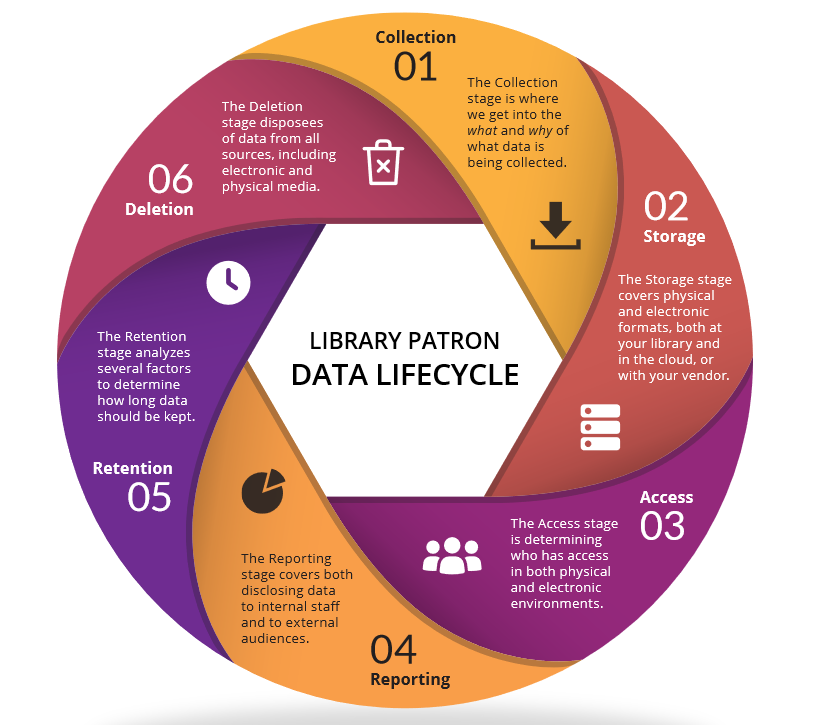 Collection
01
The Collection
stage is where
we get into the
what and why of
what data is
being collected.
02
Storage
The Storage stage
covers physical
and electronic
formats, both at
your library and
in the cloud, or
with your vendor.
Access
03
The Access stage
is determining
who has access
in both physical
and electronic
environments.
04
Reporting
The Reporting
stage covers both
disclosing data
to internal staff
and to external
audiences.
Retention
05
The Retention
stage analyzes
several factors
to determine
how long data
should be kept.
06
Deletion
The Deletion
stage disposees
of data from all
sources, including
electronic and
physical media.
LIBRARY PATRON
DATA LIFECYCLE